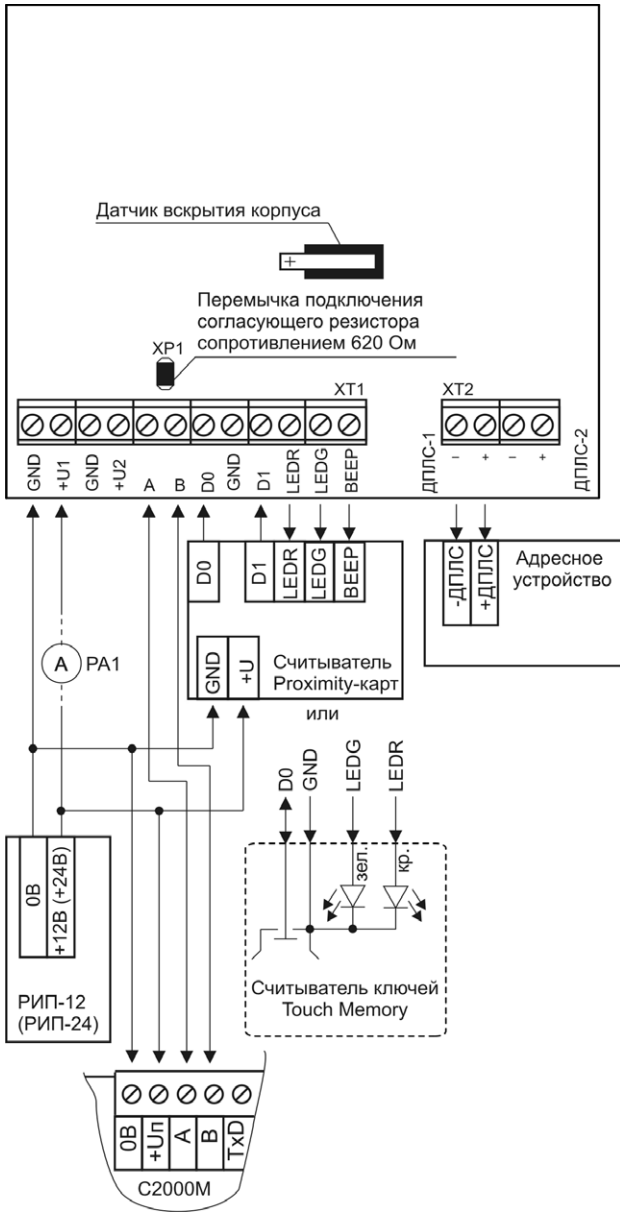 Датчик вскрытия корпуса
+
Перемычка подключения
согласующего резистора
сопротивлением 620 Ом
XP1
XT1
XT2
GND
+U1
GND
+U2
A
B
D0
GND
D1
LEDR
LEDG
BEEP
ДПЛС-1
–
+
–
+
ДПЛС-2
D0
D1
LEDR
LEDG
BEEP
GND
+U
Считыватель
Proximity-карт
-ДПЛС
+ДПЛС
Адресное
устройство
A
PA1
или
D0
GND
LEDG
LEDR
зел.
кр.
Считыватель ключей
Touch Memory
0В
+12В (+24В)
РИП-12
(РИП-24)
0В
+Uп
A
B
TxD
С2000М